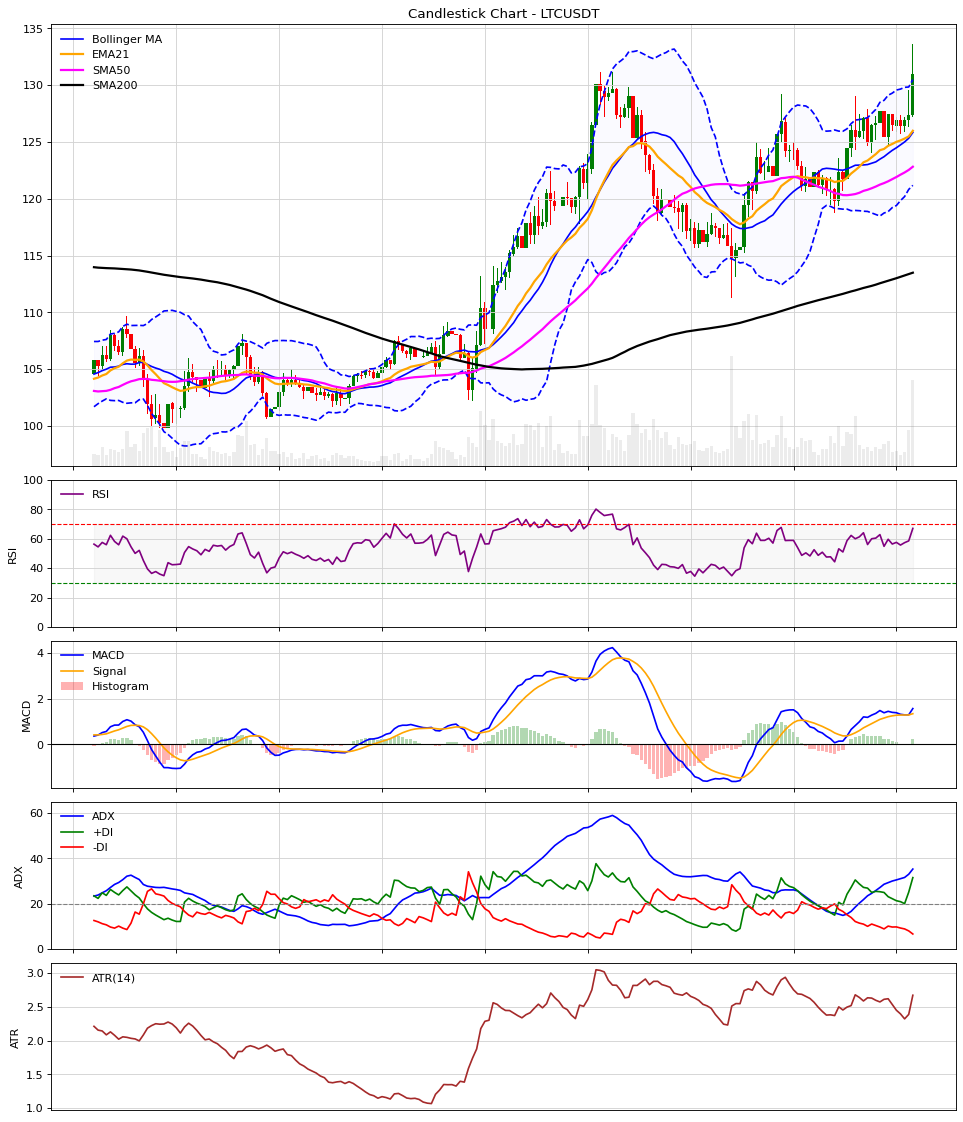 Candlestick Chart - LTCUSDT
Bollinger MA
EMA21
SMA50
SMA200
135
130
125
120
115
110
105
100
RSI
RSI
100
80
60
40
20
0
MACD
Signal
Histogram
MACD
4
2
0
ADX
+DI
-DI
ADX
60
40
20
0
ATR(14)
ATR
3.0
2.5
2.0
1.5
1.0